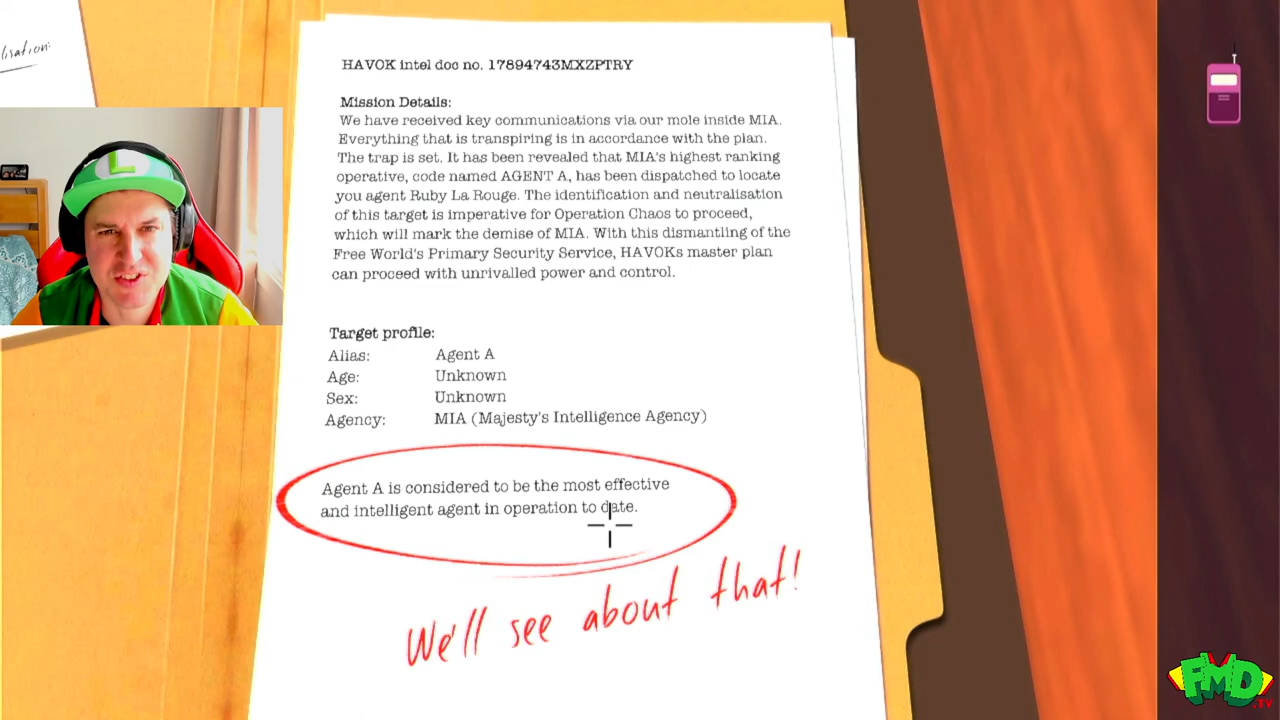 lisation.
HAVOK intel doc no. 17894743MXZPTRY
Mission Details:
We have received key communications via our mole inside MIA.
Everything that is transpiring is in accordance with the plan.
The trap is set. It has been revealed that MIA's highest ranking
operative, code named AGENT A, has been dispatched to locate
you agent Ruby La Rouge. The identification and neutralisation
of this target is imperative for Operation Chaos to proceed,
which will mark the demise of MIA. With this dismantling of the
Free World's Primary Security Service, HAVOKs master plan
can proceed with unrivalled power and control.
Target profile:
Alias: Agent A
Age: Unknown
Sex: Unknown
Agency: MIA (Majesty's Intelligence Agency)
Agent A is considered to be the most effective
and intelligent agent in operation to date.
We'll see about that!
L
FMD
.TV